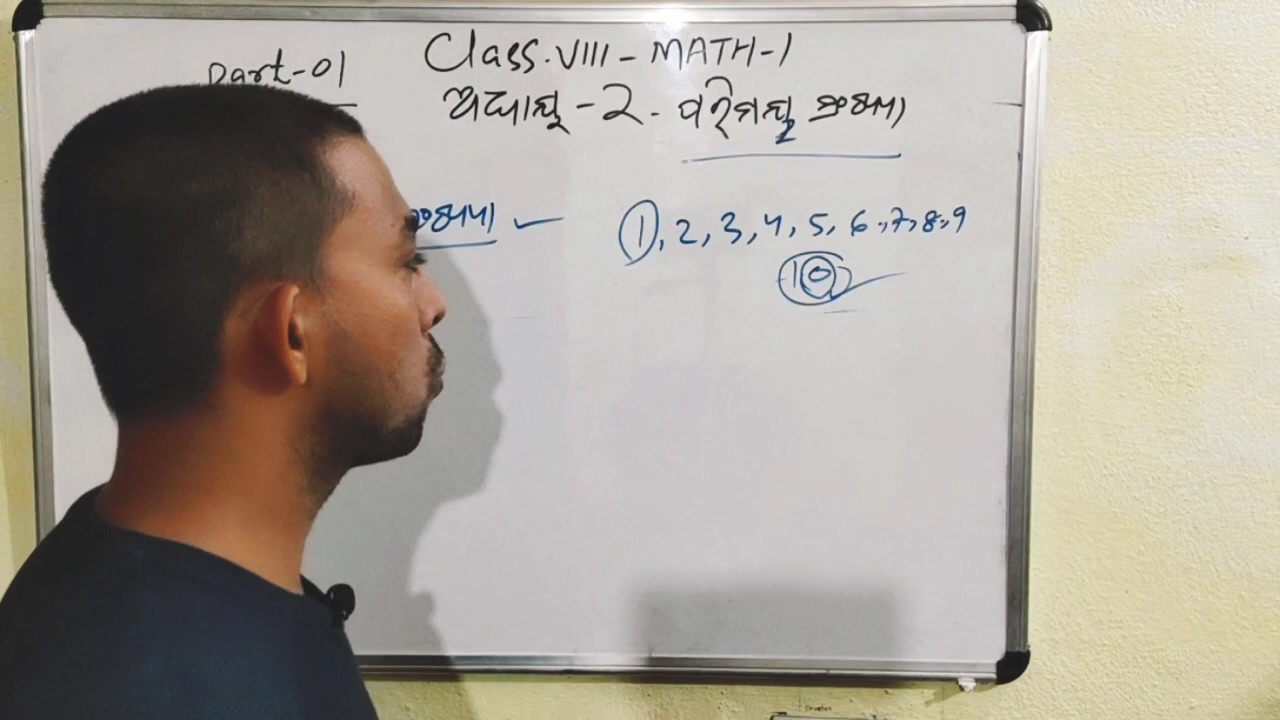 Part-01
Class.VIII-MATH-1
ଅଧ୍ୟାୟ-2. ପରିମେୟ ସଂଖ୍ୟା
ସଂଖ୍ୟା
1, 2, 3, 4, 5, 6, 7, 8, 9
10